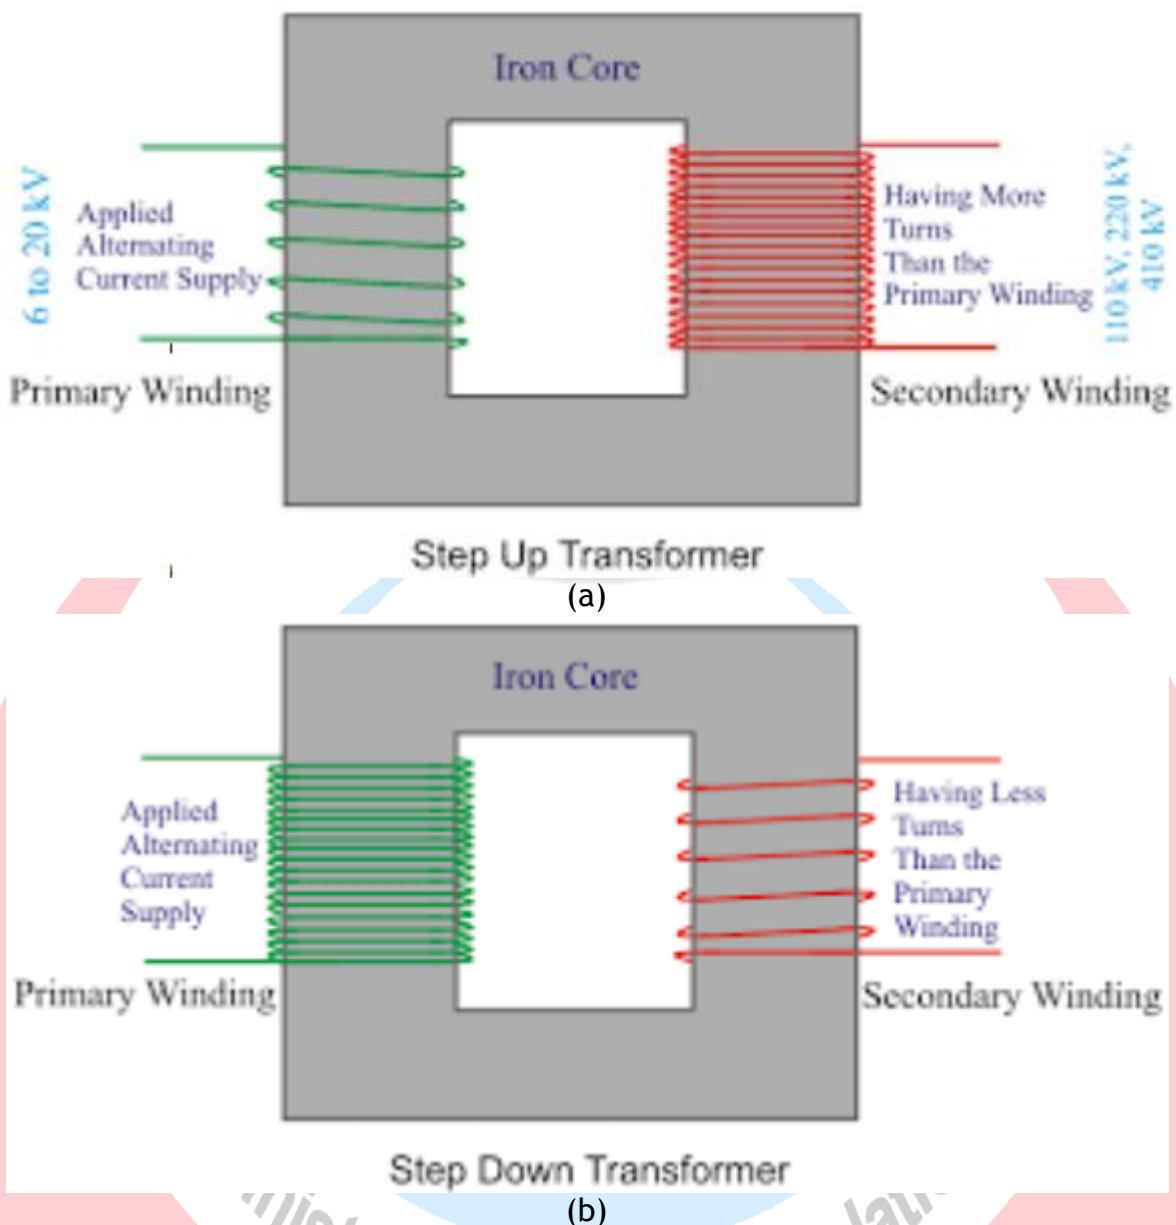 Iron Core
6 to 20 kV
Applied
Alternating
Current Supply
Having More
Turns
Than the
Primary Winding
110 kV, 220 kV,
410 kV
Primary Winding
Secondary Winding
Step Up Transformer
(a)
Iron Core
Applied
Alternating
Current
Supply
Having Less
Turns
Than the
Primary
Winding
Primary Winding
Secondary Winding
Step Down Transformer
(b)